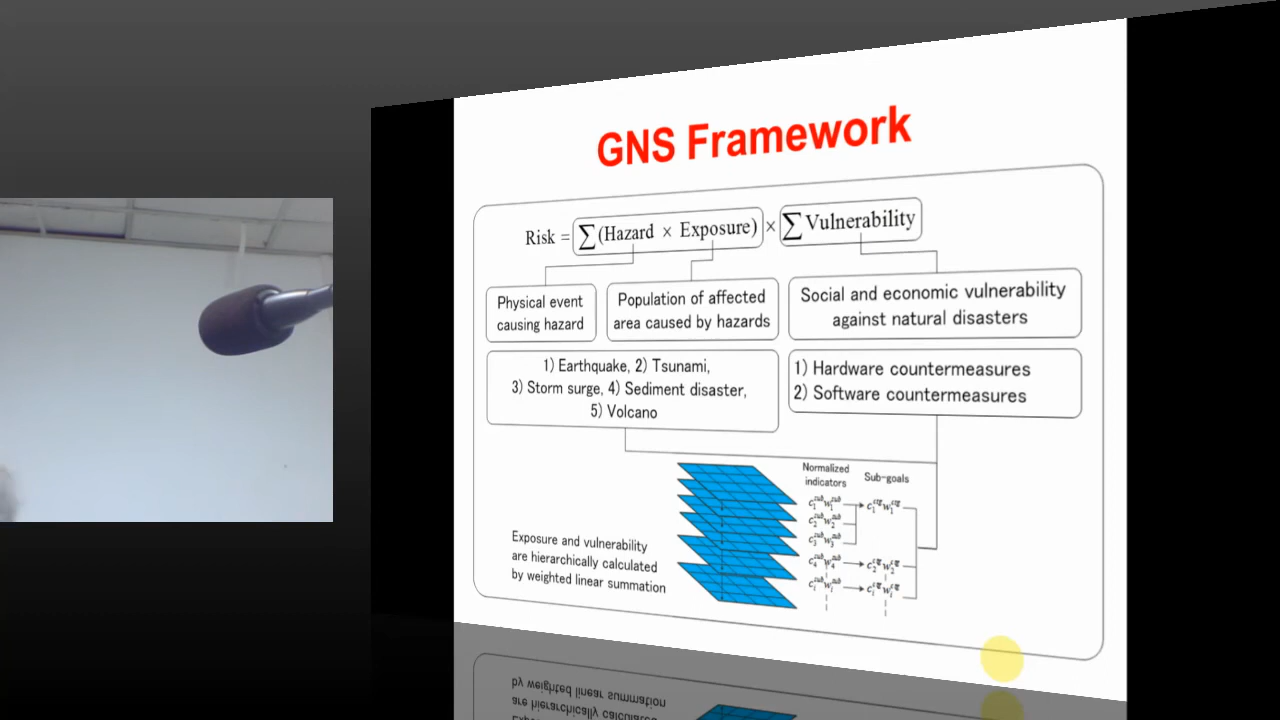 GNS Framework
Risk = ∑(Hazard × Exposure) × ∑Vulnerability
Physical event
causing hazard
Population of affected
area caused by hazards
Social and economic vulnerability
against natural disasters
1) Earthquake, 2) Tsunami,
3) Storm surge, 4) Sediment disaster,
5) Volcano
1) Hardware countermeasures
2) Software countermeasures
Normalized
indicators
Sub-goals
Exposure and vulnerability
are hierarchically calculated
by weighted linear summation